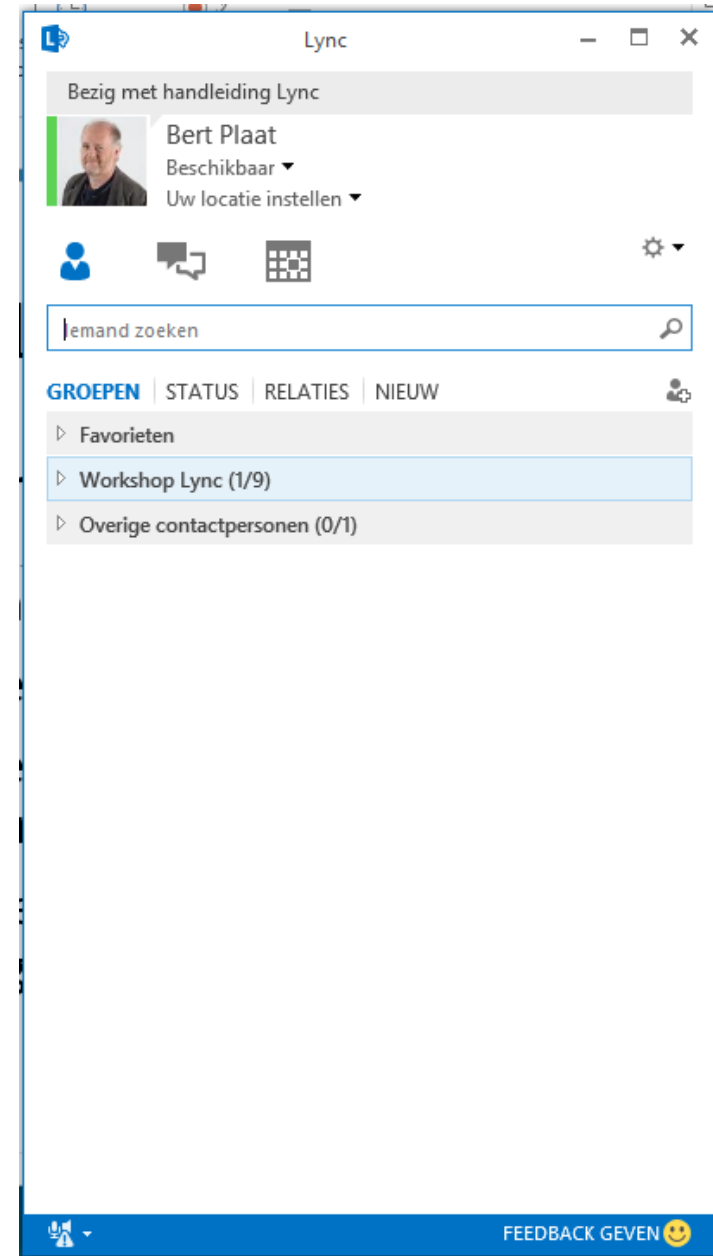 Lync
Bezig met handleiding Lync
Bert Plaat
Beschikbaar
Uw locatie instellen
Iemand zoeken
GROEPEN STATUS RELATIES NIEUW
Favorieten
Workshop Lync (1/9)
Overige contactpersonen (0/1)
FEEDBACK GEVEN